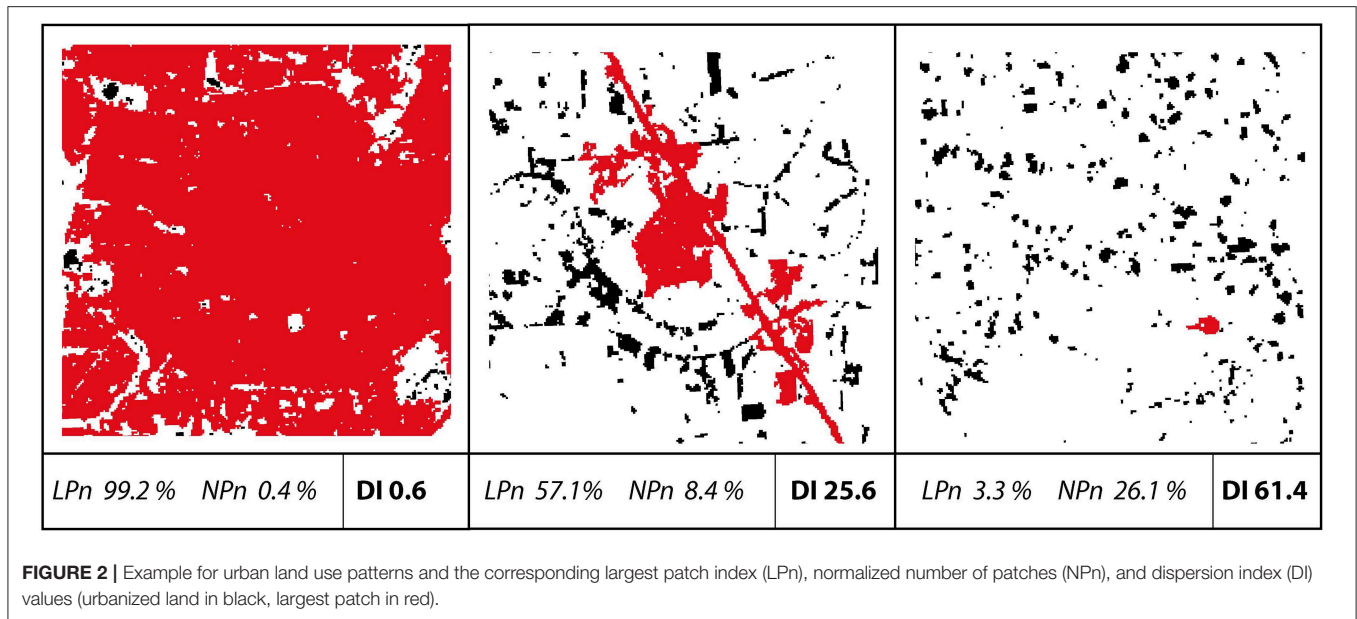 LPn 99.2 % NPn 0.4 % DI 0.6 LPn 57.1% NPn 8.4 % DI 25.6 LPn 3.3 % NPn 26.1 % DI 61.4
FIGURE 2 | Example for urban land use patterns and the corresponding largest patch index (LPn), normalized number of patches (NPn), and dispersion index (DI)
values (urbanized land in black, largest patch in red).